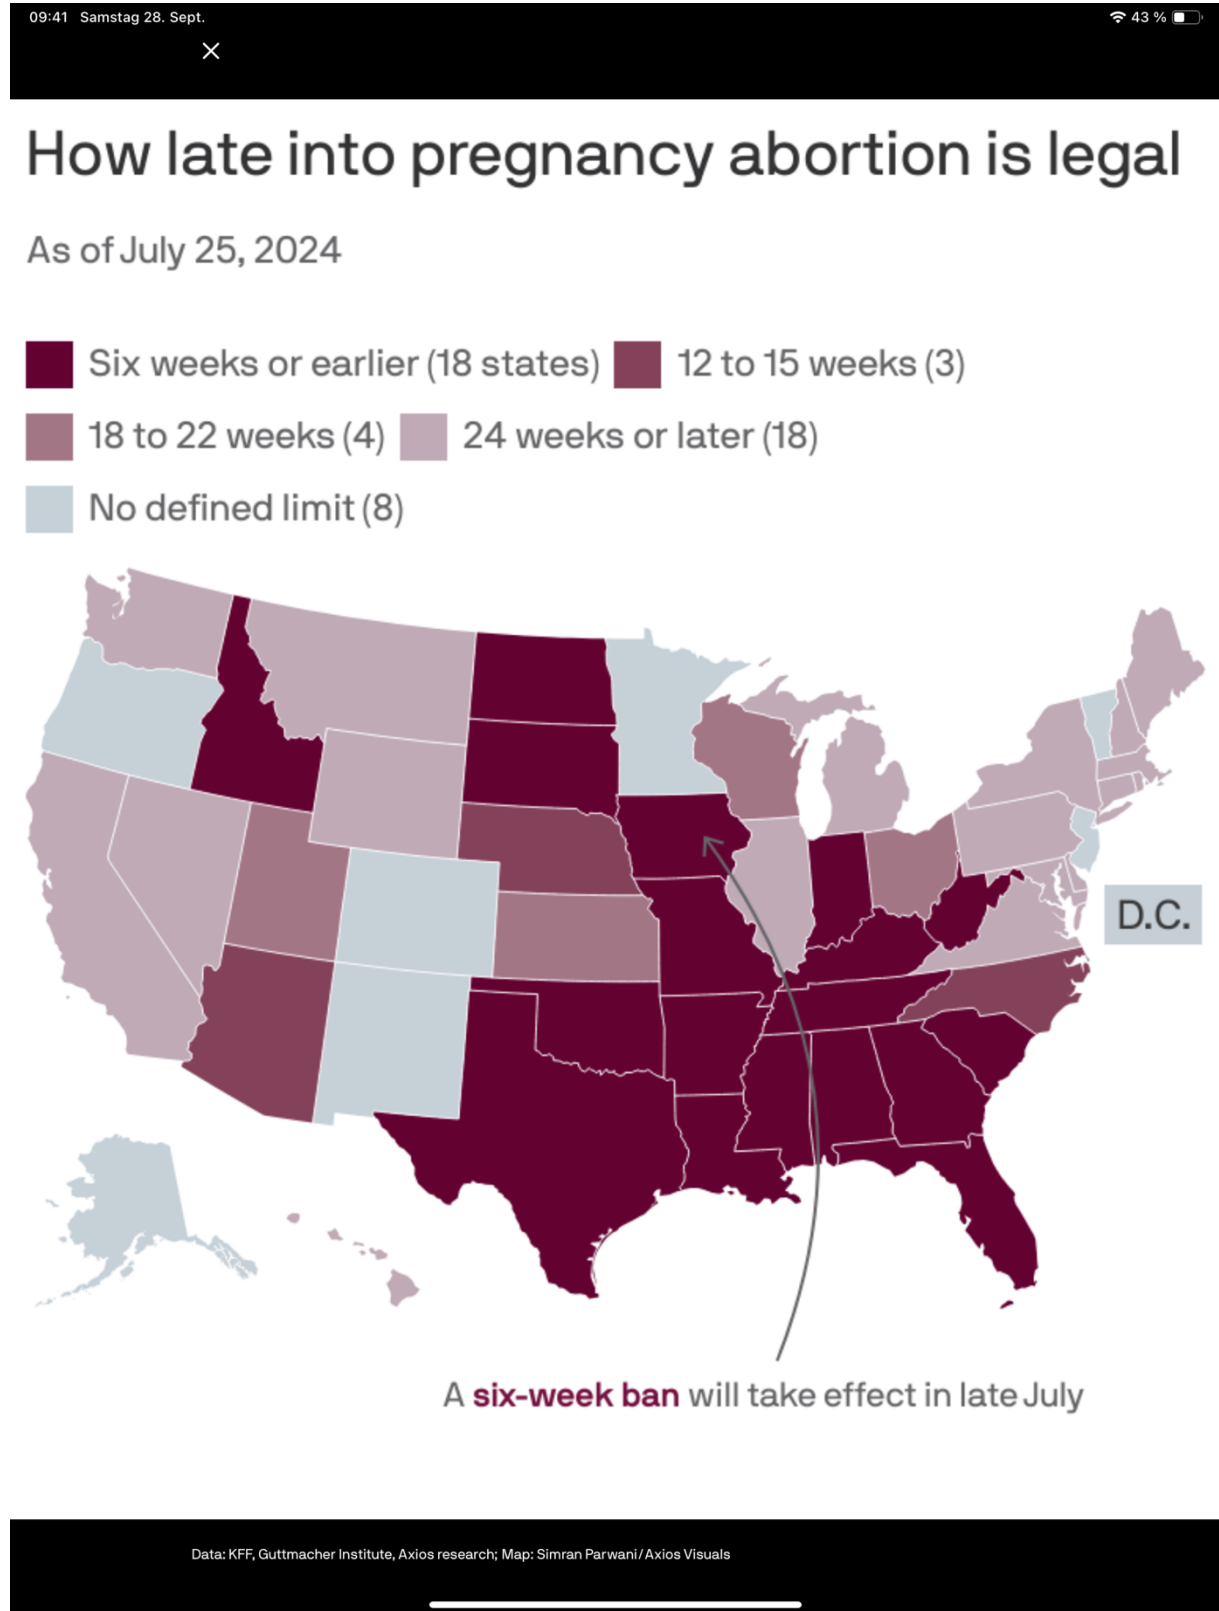 09:41 Samstag 28. Sept.
43 %
How late into pregnancy abortion is legal
As of July 25, 2024
Six weeks or earlier (18 states)
12 to 15 weeks (3)
18 to 22 weeks (4)
24 weeks or later (18)
No defined limit (8)
D.C.
A six-week ban will take effect in late July
Data: KFF, Guttmacher Institute, Axios research; Map: Simran Parwani/Axios Visuals